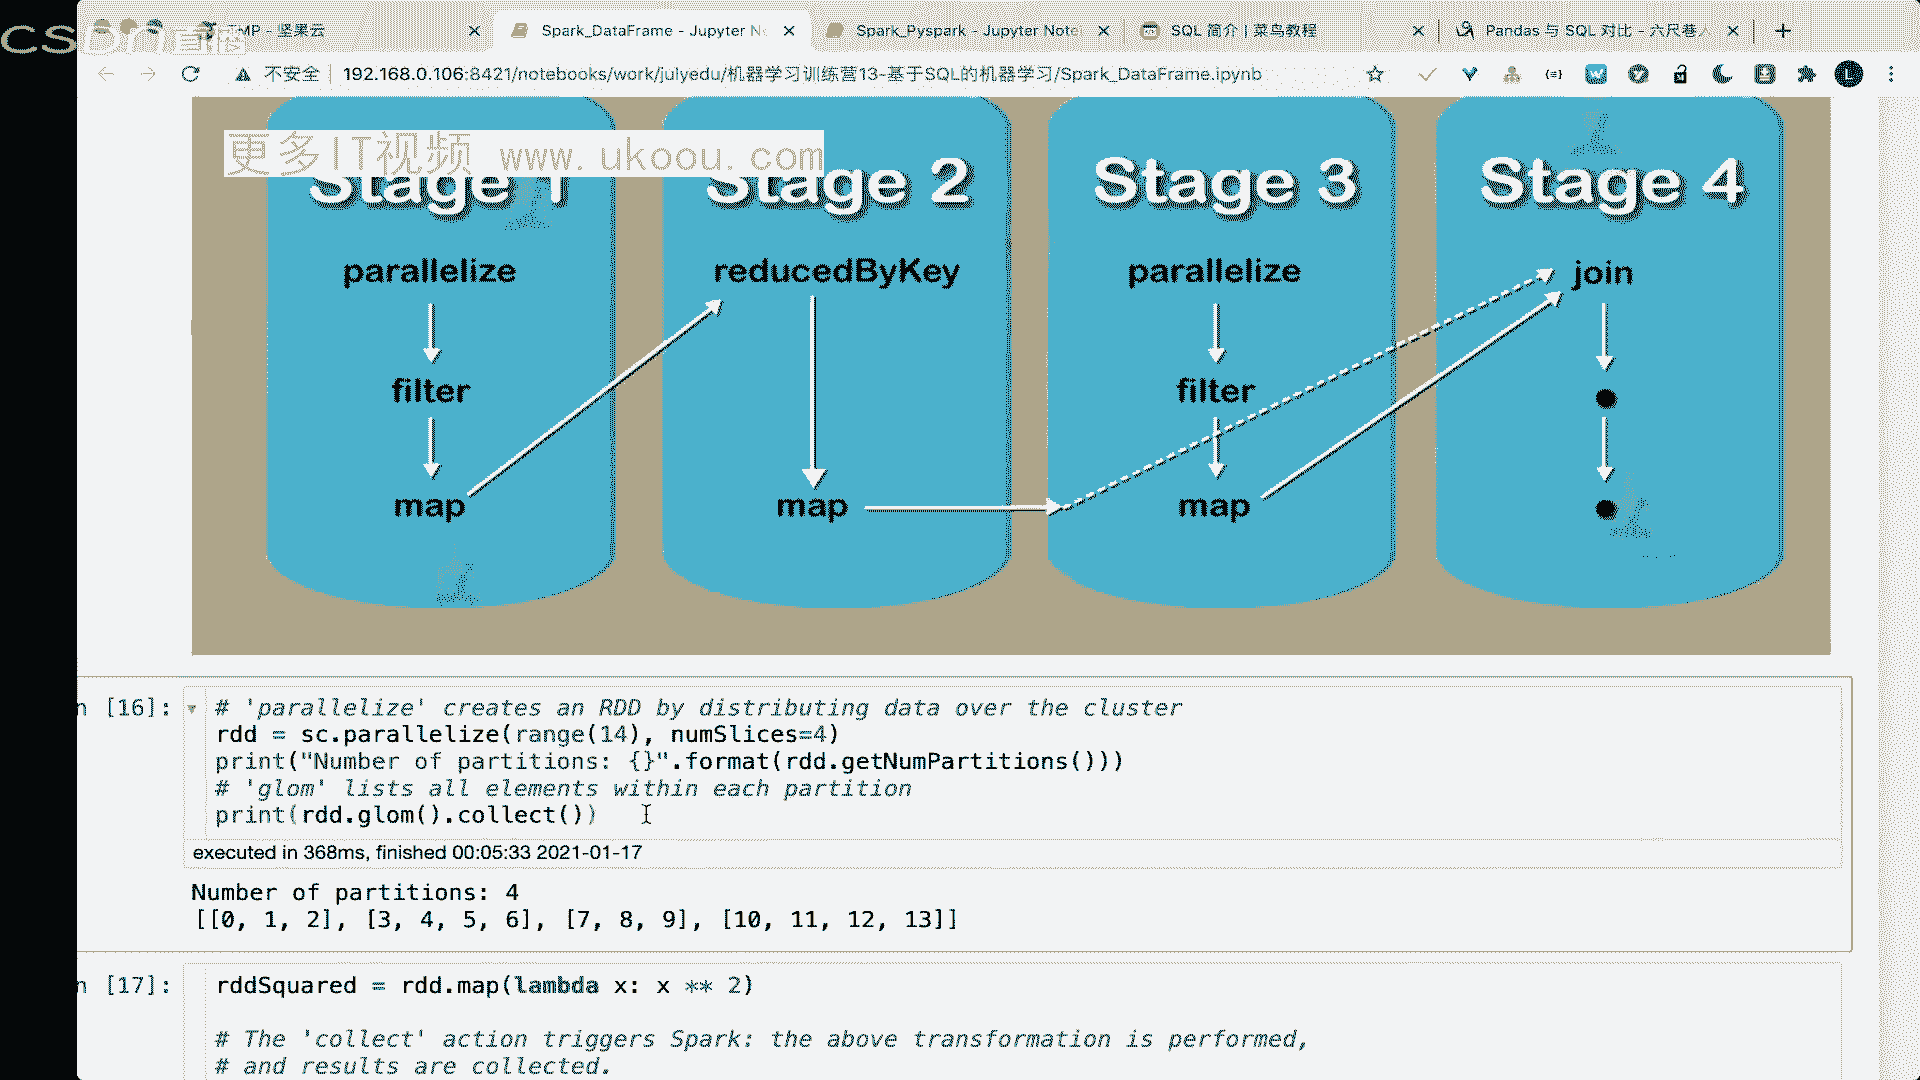 CSDN直播
MP - 坚果云
Spark_DataFrame - Jupyter N
Spark_Pyspark - Jupyter Note
SQL 简介 | 菜鸟教程
Pandas 与 SQL 对比 - 六尺巷人
不安全
192.168.0.106:8421/notebooks/work/julyedu/机器学习训练营13-基于SQL的机器学习/Spark_DataFrame.ipynb
更多IT视频 www.ukoou.com
Stage 1
Stage 2
Stage 3
Stage 4
parallelize
reducedByKey
parallelize
join
filter
filter
map
map
map
n [16]:
# 'parallelize' creates an RDD by distributing data over the cluster
rdd = sc.parallelize(range(14), numSlices=4)
print("Number of partitions: {}".format(rdd.getNumPartitions()))
# 'glom' lists all elements within each partition
print(rdd.glom().collect())
executed in 368ms, finished 00:05:33 2021-01-17
Number of partitions: 4
[[0, 1, 2], [3, 4, 5, 6], [7, 8, 9], [10, 11, 12, 13]]
n [17]:
rddSquared = rdd.map(lambda x: x ** 2)
# The 'collect' action triggers Spark: the above transformation is performed,
# and results are collected.